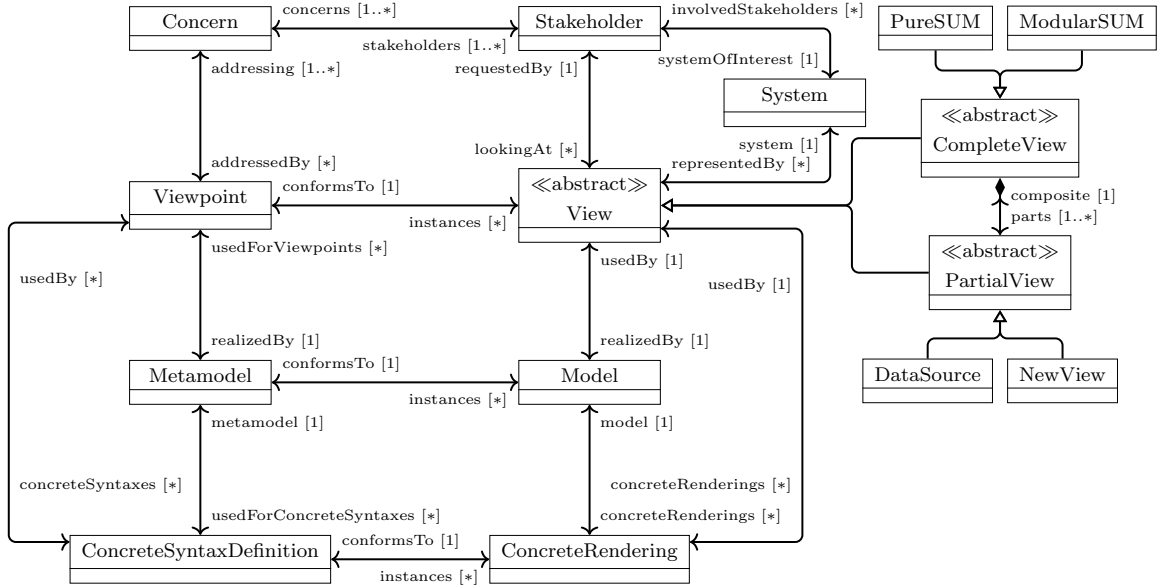 concerns [1..∗]
involvedStakeholders [∗]
Concern
Stakeholder
PureSUM
ModularSUM
stakeholders [1..∗]
addressing [1..∗]
requestedBy [1]
systemOfInterest [1]
System
≪abstract≫
CompleteView
system [1]
lookingAt [∗]
representedBy [∗]
addressedBy [∗]
Viewpoint
conformsTo [1]
≪abstract≫
View
instances [∗]
composite [1]
parts [1..∗]
usedForViewpoints [∗]
≪abstract≫
PartialView
usedBy [∗]
usedBy [1]
usedBy [1]
realizedBy [1]
realizedBy [1]
conformsTo [1]
Metamodel
Model
DataSource
NewView
instances [∗]
metamodel [1]
model [1]
concreteSyntaxes [∗]
concreteRenderings [∗]
usedForConcreteSyntaxes [∗]
concreteRenderings [∗]
ConcreteSyntaxDefinition
conformsTo [1]
ConcreteRendering
instances [∗]